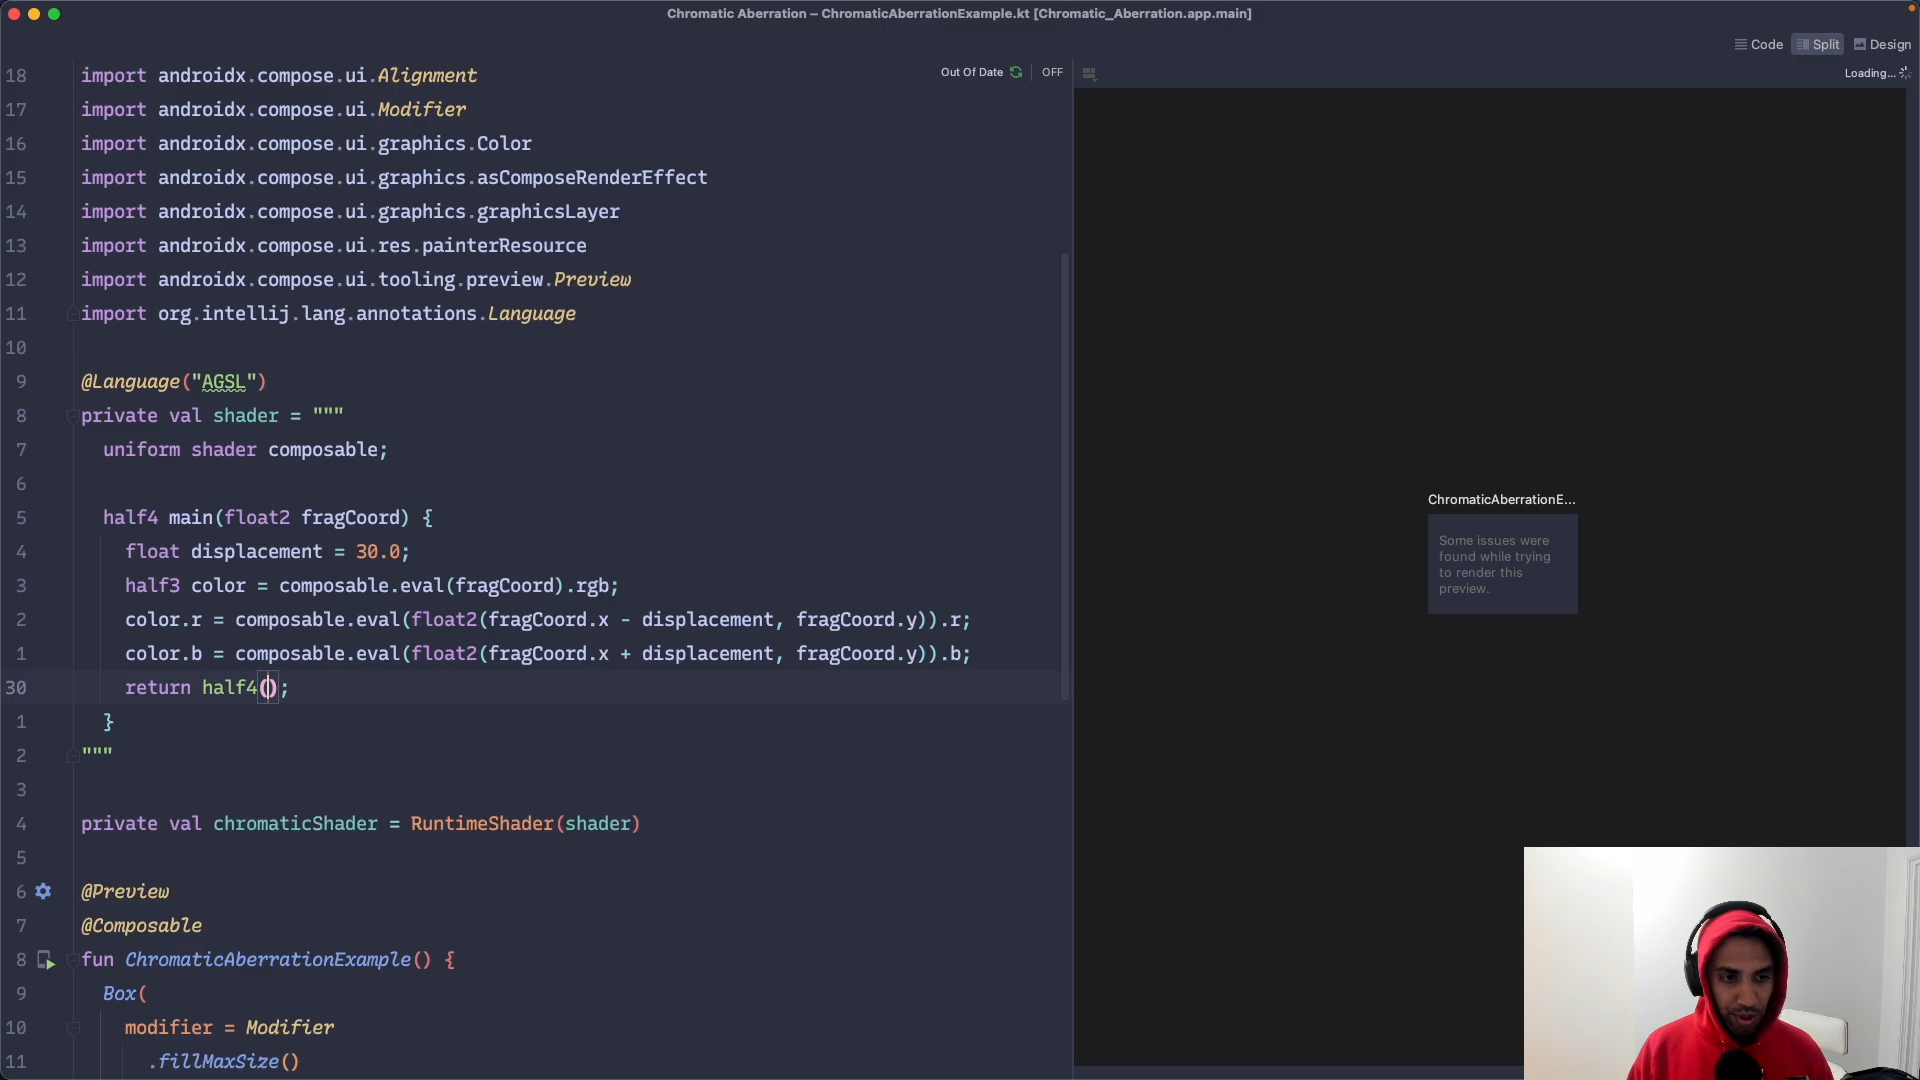 Chromatic Aberration – ChromaticAberrationExample.kt [Chromatic_Aberration.app.main]
Code Split Design
Out Of Date OFF
Loading...
18 import androidx.compose.ui.Alignment
17 import androidx.compose.ui.Modifier
16 import androidx.compose.ui.graphics.Color
15 import androidx.compose.ui.graphics.asComposeRenderEffect
14 import androidx.compose.ui.graphics.graphicsLayer
13 import androidx.compose.ui.res.painterResource
12 import androidx.compose.ui.tooling.preview.Preview
11 import org.intellij.lang.annotations.Language
10
9 @Language("AGSL")
8 private val shader = """
7 uniform shader composable;
6
5 half4 main(float2 fragCoord) {
4 float displacement = 30.0;
3 half3 color = composable.eval(fragCoord).rgb;
2 color.r = composable.eval(float2(fragCoord.x - displacement, fragCoord.y)).r;
1 color.b = composable.eval(float2(fragCoord.x + displacement, fragCoord.y)).b;
30 return half4();
1 }
2 """
3
4 private val chromaticShader = RuntimeShader(shader)
5
6 @Preview
7 @Composable
8 fun ChromaticAberrationExample() {
9 Box(
10 modifier = Modifier
11 .fillMaxSize()
ChromaticAberrationE...
Some issues were
found while trying
to render this
preview.